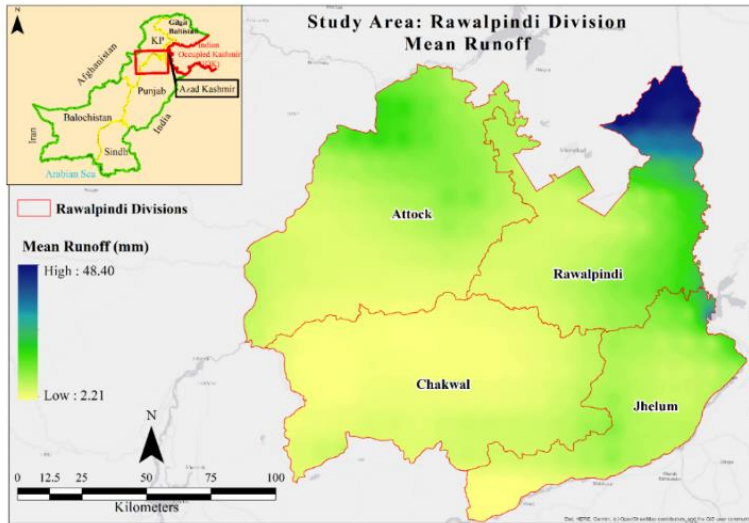 Study Area: Rawalpindi Division
Mean Runoff
N
Gilgit
Baltistan
KP
Indian
Occupied Kashmir
Afghanistan
Azad Kashmir
Punjab
Balochistan
India
Iran
Sindh
Arabian Sea
Rawalpindi Divisions
Mean Runoff (mm)
High : 48.40
Low : 2.21
Attock
Rawalpindi
Chakwal
Jhelum
N
0 12.5 25 50 75 100
Kilometers